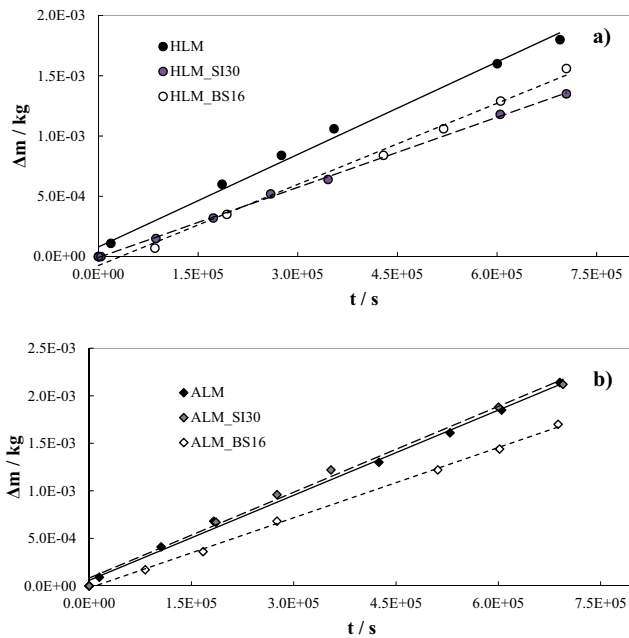 2.0E-03
a)
HLM
HLM_SI30
HLM_BS16
1.5E-03
1.0E-03
5.0E-04
0.0E+00
Δm / kg
0.0E+00 1.5E+05 3.0E+05 4.5E+05 6.0E+05 7.5E+05
t / s
2.5E-03
b)
ALM
ALM_SI30
ALM_BS16
2.0E-03
1.5E-03
1.0E-03
5.0E-04
0.0E+00
Δm / kg
0.0E+00 1.5E+05 3.0E+05 4.5E+05 6.0E+05 7.5E+05
t / s